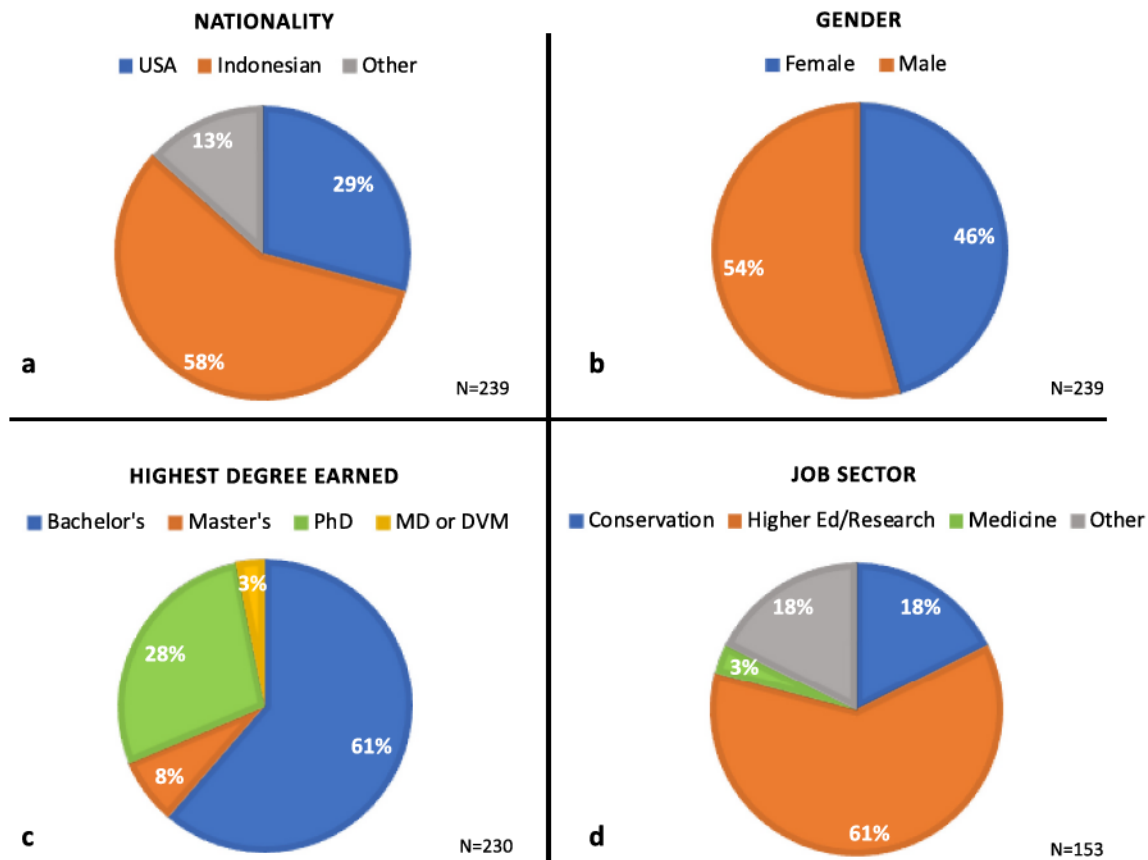 NATIONALITY
USA Indonesian Other
13%
29%
58%
a
N=239
GENDER
Female Male
46%
54%
b
N=239
HIGHEST DEGREE EARNED
Bachelor's Master's PhD MD or DVM
3%
28%
61%
8%
c
N=230
JOB SECTOR
Conservation Higher Ed/Research Medicine Other
18% 18%
3%
61%
d
N=153